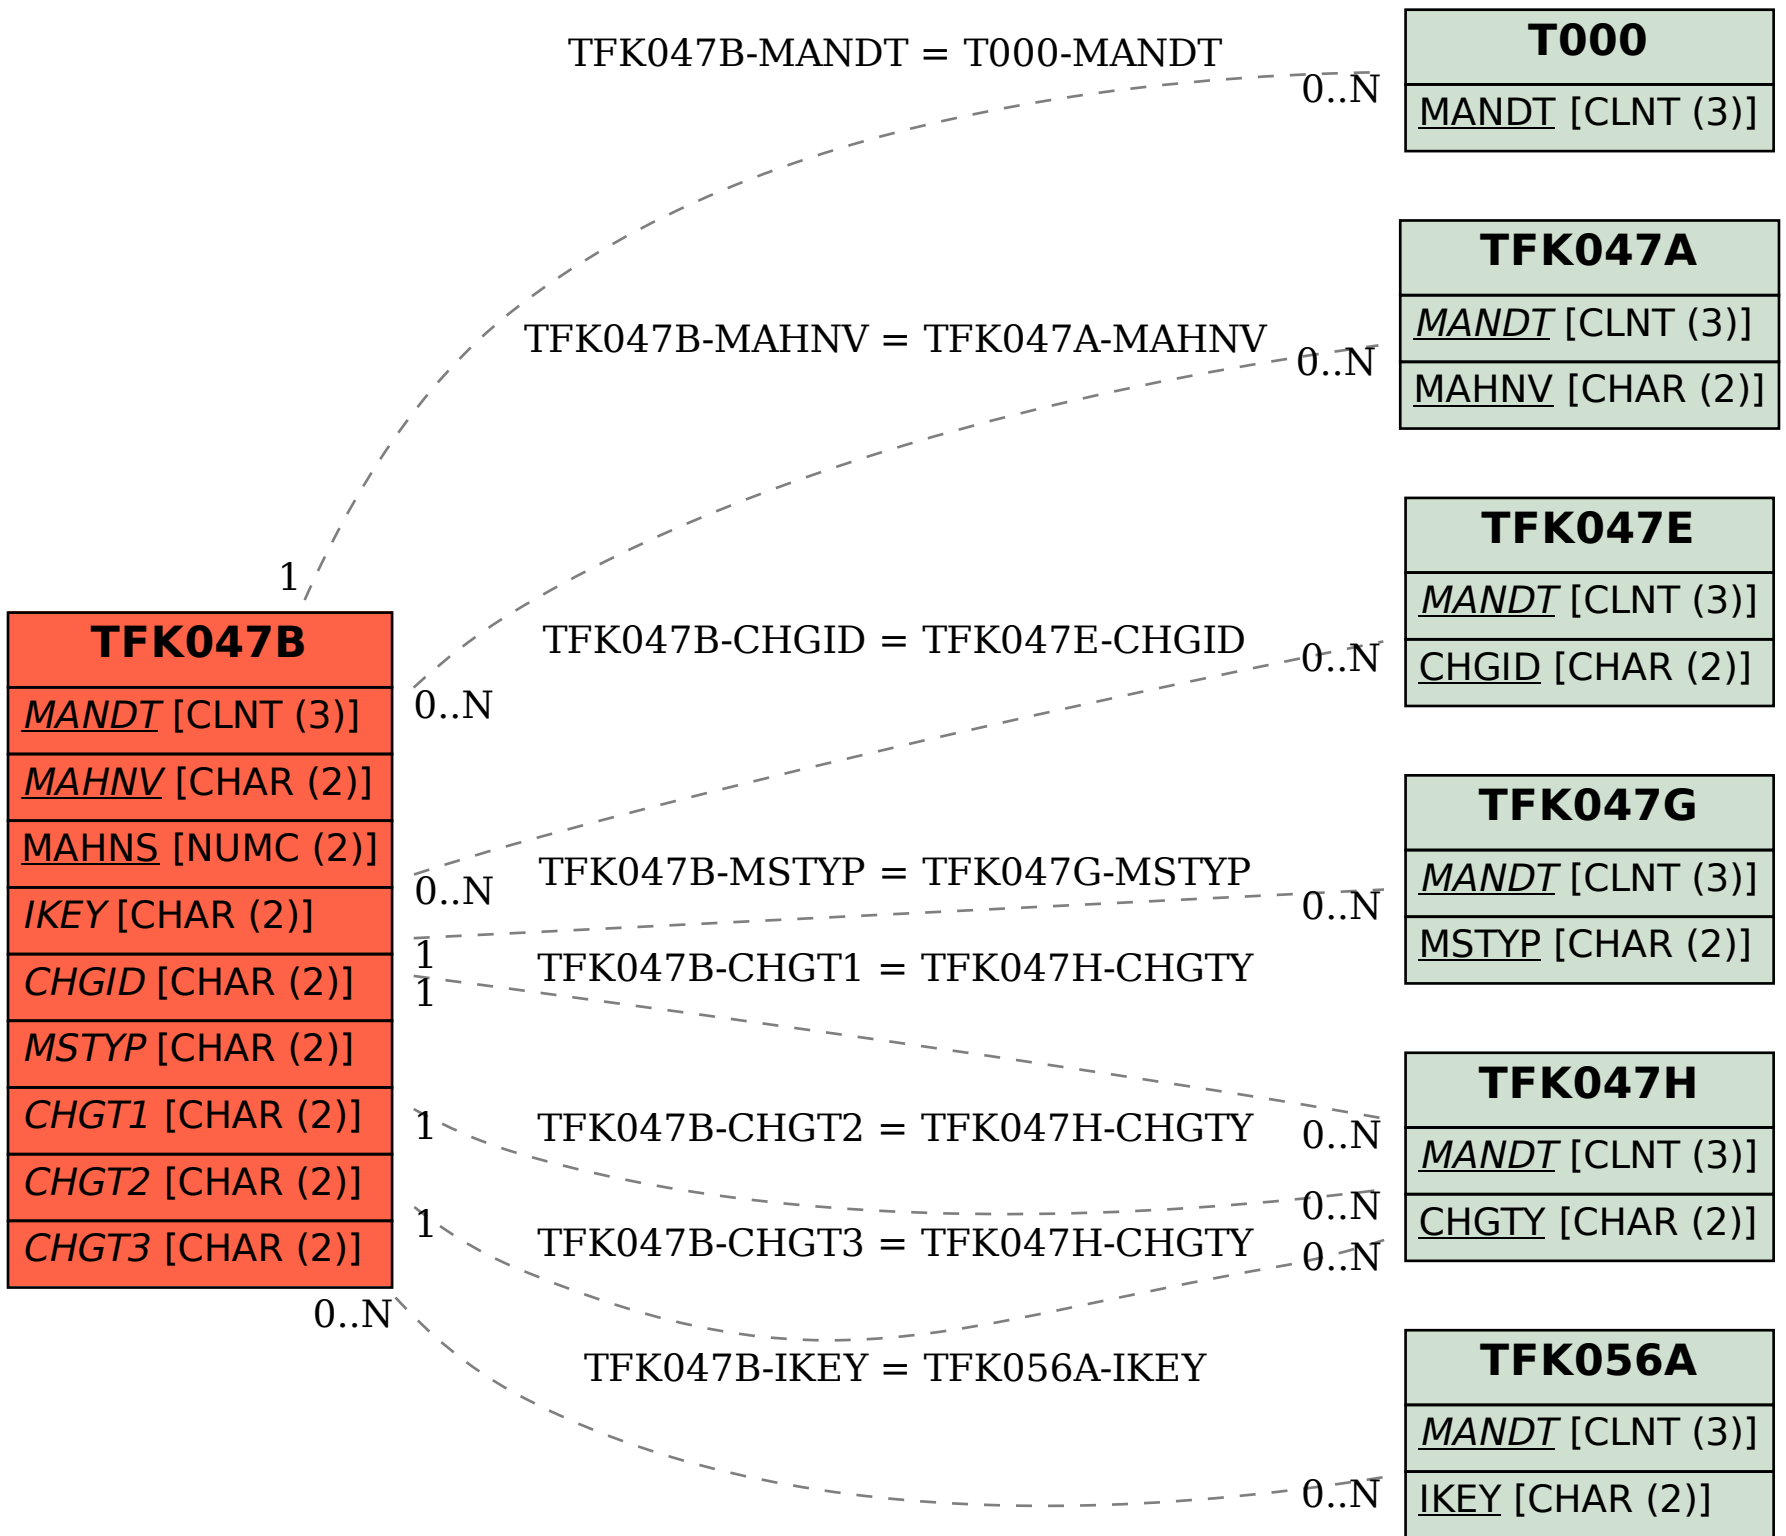 TFK047B-MANDT = T000-MANDT
0..N
1
T000
MANDT [CLNT (3)]
TFK047B-MAHNV = TFK047A-MAHNV
0..N
0..N
TFK047A
MANDT [CLNT (3)]
MAHNV [CHAR (2)]
TFK047B-CHGID = TFK047E-CHGID
0..N
0..N
TFK047E
MANDT [CLNT (3)]
CHGID [CHAR (2)]
TFK047B
MANDT [CLNT (3)]
MAHNV [CHAR (2)]
MAHNS [NUMC (2)]
IKEY [CHAR (2)]
CHGID [CHAR (2)]
MSTYP [CHAR (2)]
CHGT1 [CHAR (2)]
CHGT2 [CHAR (2)]
CHGT3 [CHAR (2)]
TFK047B-MSTYP = TFK047G-MSTYP
0..N
1
TFK047G
MANDT [CLNT (3)]
MSTYP [CHAR (2)]
TFK047B-CHGT1 = TFK047H-CHGTY
1
0..N
TFK047B-CHGT2 = TFK047H-CHGTY
1
0..N
TFK047B-CHGT3 = TFK047H-CHGTY
1
0..N
TFK047H
MANDT [CLNT (3)]
CHGTY [CHAR (2)]
0..N
TFK047B-IKEY = TFK056A-IKEY
0..N
TFK056A
MANDT [CLNT (3)]
IKEY [CHAR (2)]